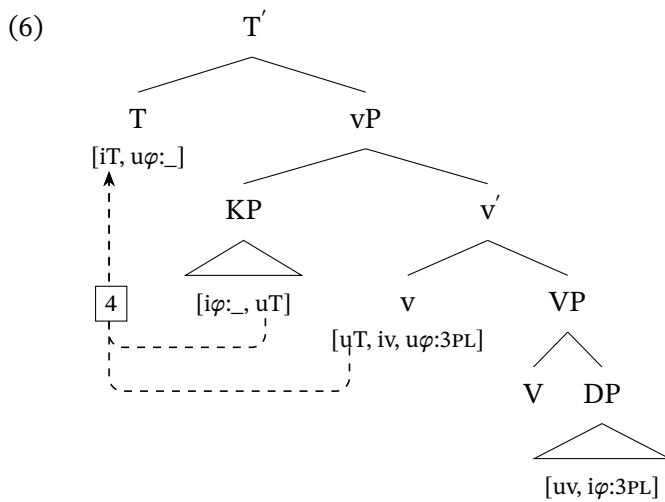 (6) T′
T vP
[iT, uφ:_]
KP v′
4 [iφ:_, uT] v VP
[uT, iv, uφ:3PL]
V DP
[uv, iφ:3PL]